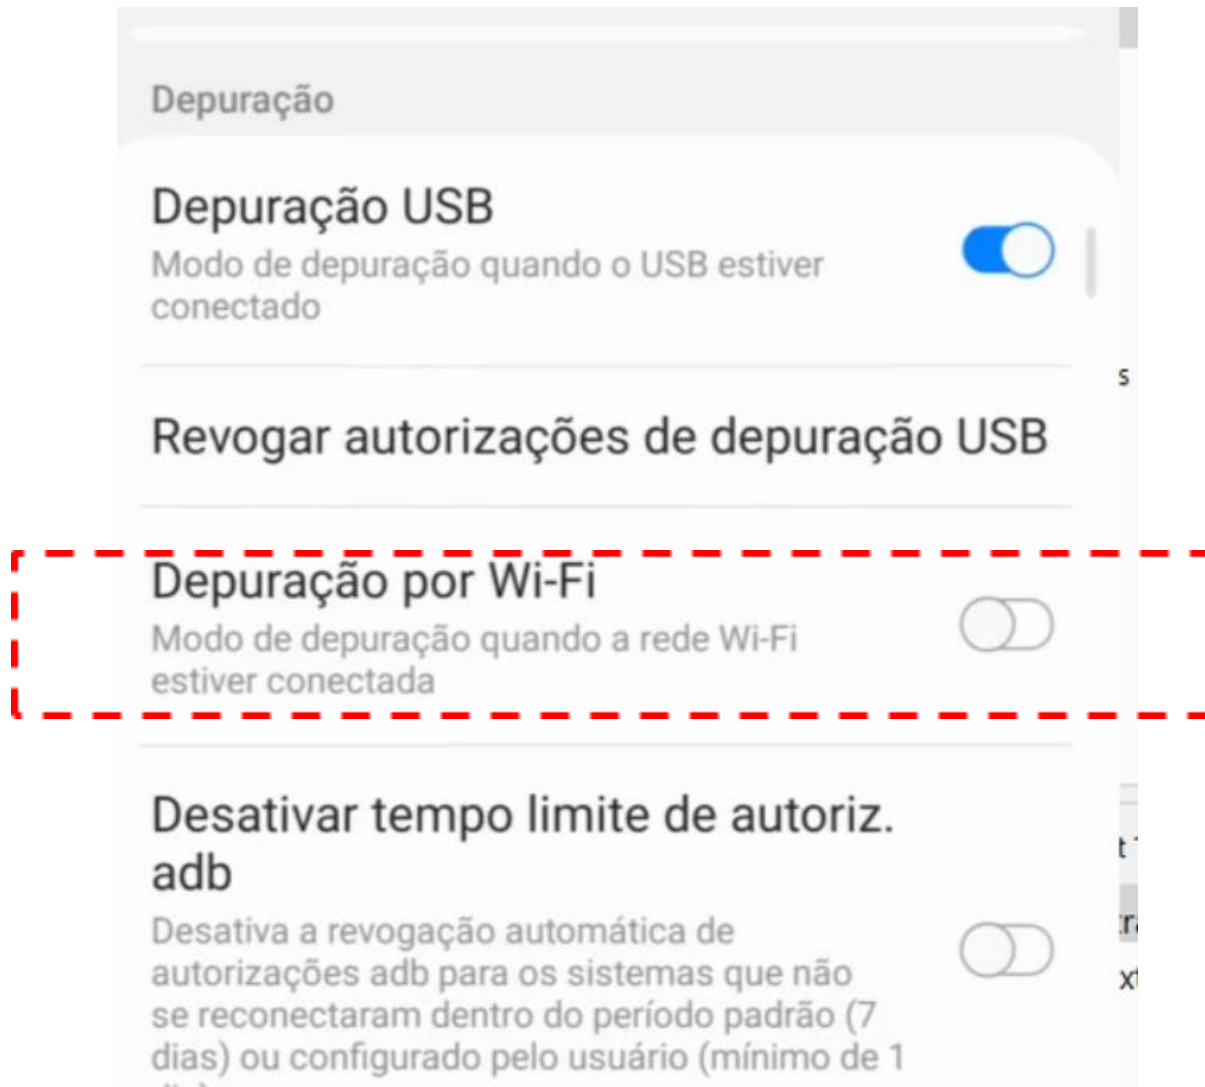 Depuração
Depuração USB
Modo de depuração quando o USB estiver
conectado
s
Revogar autorizações de depuração USB
Depuração por Wi-Fi
Modo de depuração quando a rede Wi-Fi
estiver conectada
Desativar tempo limite de autoriz.
adb
Desativa a revogação automática de
autorizações adb para os sistemas que não
se reconectaram dentro do período padrão (7
dias) ou configurado pelo usuário (mínimo de 1